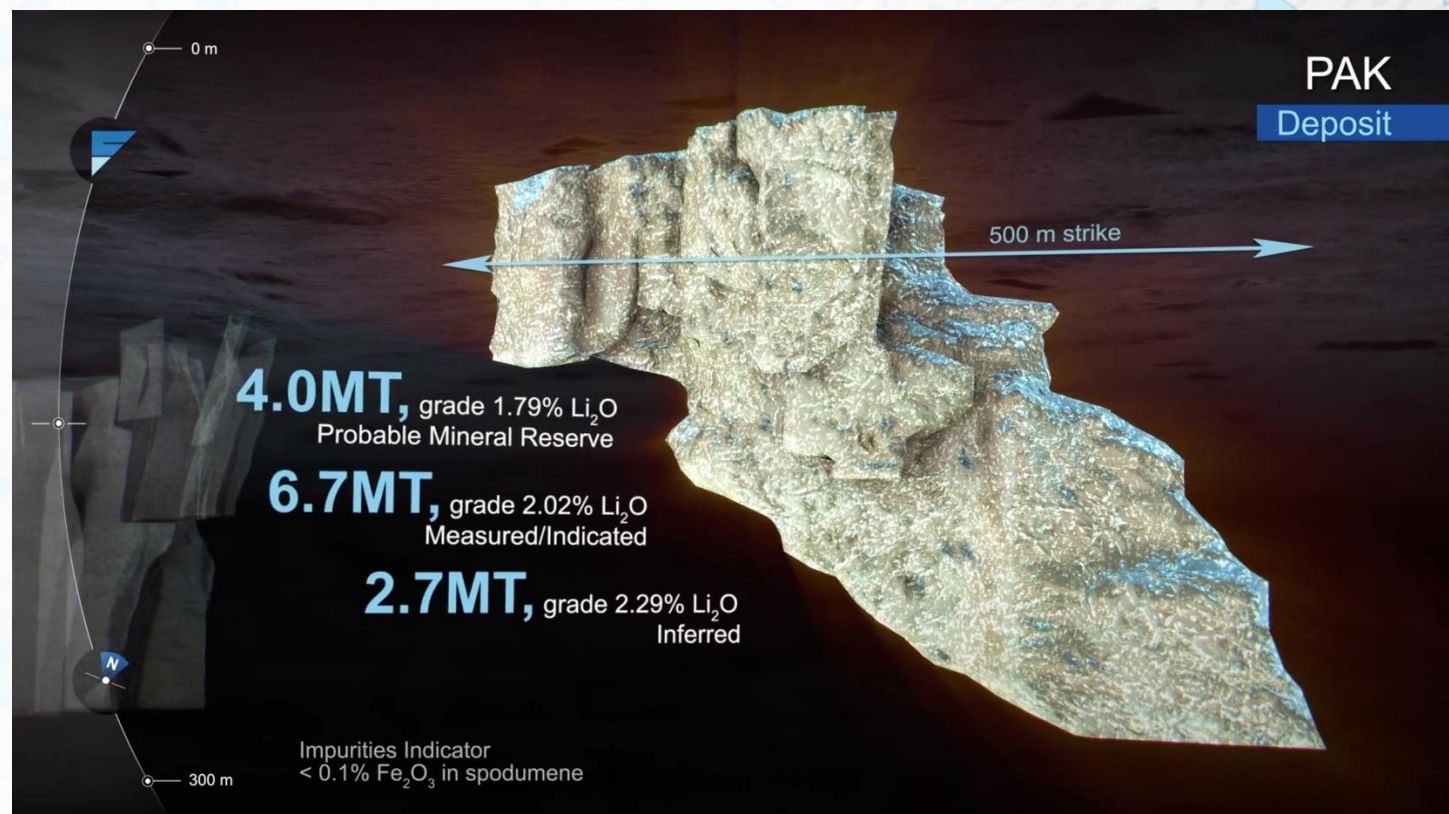 0 m
PAK
Deposit
500 m strike
4.0MT, grade 1.79% Li₂O
Probable Mineral Reserve
6.7MT, grade 2.02% Li₂O
Measured/Indicated
2.7MT, grade 2.29% Li₂O
Inferred
N
Impurities Indicator
< 0.1% Fe₂O₃ in spodumene
300 m